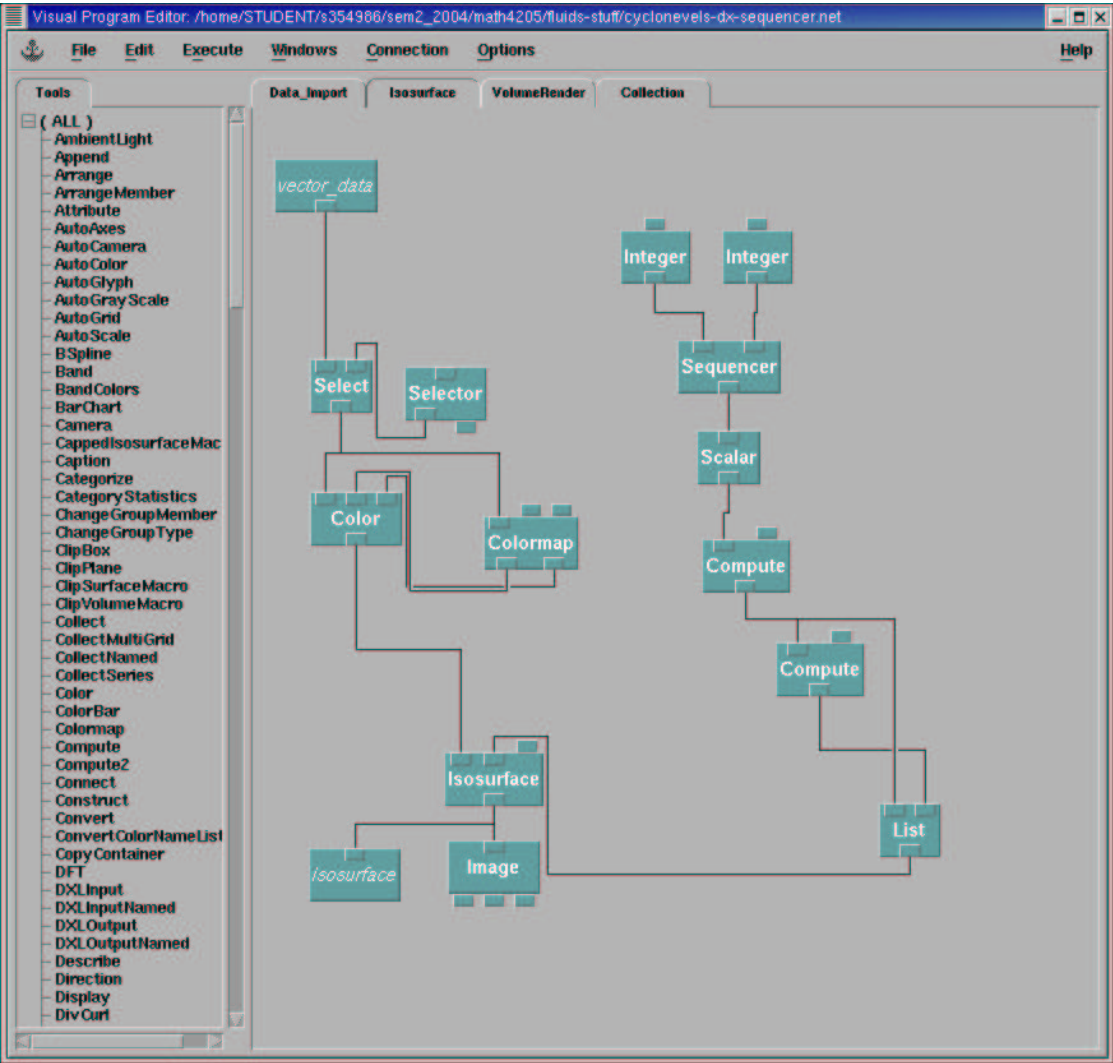 Visual Program Editor: /home/STUDENT/s354986/sem2_2004/math4205/fluids-stuff/cyclonevels-dx-sequencer.net
File Edit Execute Windows Connection Options Help
Tools
( ALL )
AmbientLight
Append
Arrange
ArrangeMember
Attribute
AutoAxes
AutoCamera
AutoColor
AutoGlyph
AutoGrayScale
AutoGrid
AutoScale
BSpline
Band
BandColors
BarChart
Camera
CappedIsosurfaceMac
Caption
Categorize
CategoryStatistics
ChangeGroupMember
ChangeGroupType
ClipBox
ClipPlane
ClipSurfaceMacro
ClipVolumeMacro
Collect
CollectMultiGrid
CollectNamed
CollectSeries
Color
ColorBar
Colormap
Compute
Compute2
Connect
Construct
Convert
ConvertColorNameList
CopyContainer
DFT
DXLInput
DXLInputNamed
DXLOutput
DXLOutputNamed
Describe
Direction
Display
DivCurl
Data_Import Isosurface VolumeRender Collection
vector_data
Integer Integer
Sequencer
Select Selector
Scalar
Color
Colormap
Compute
Compute
Isosurface
List
isosurface
Image